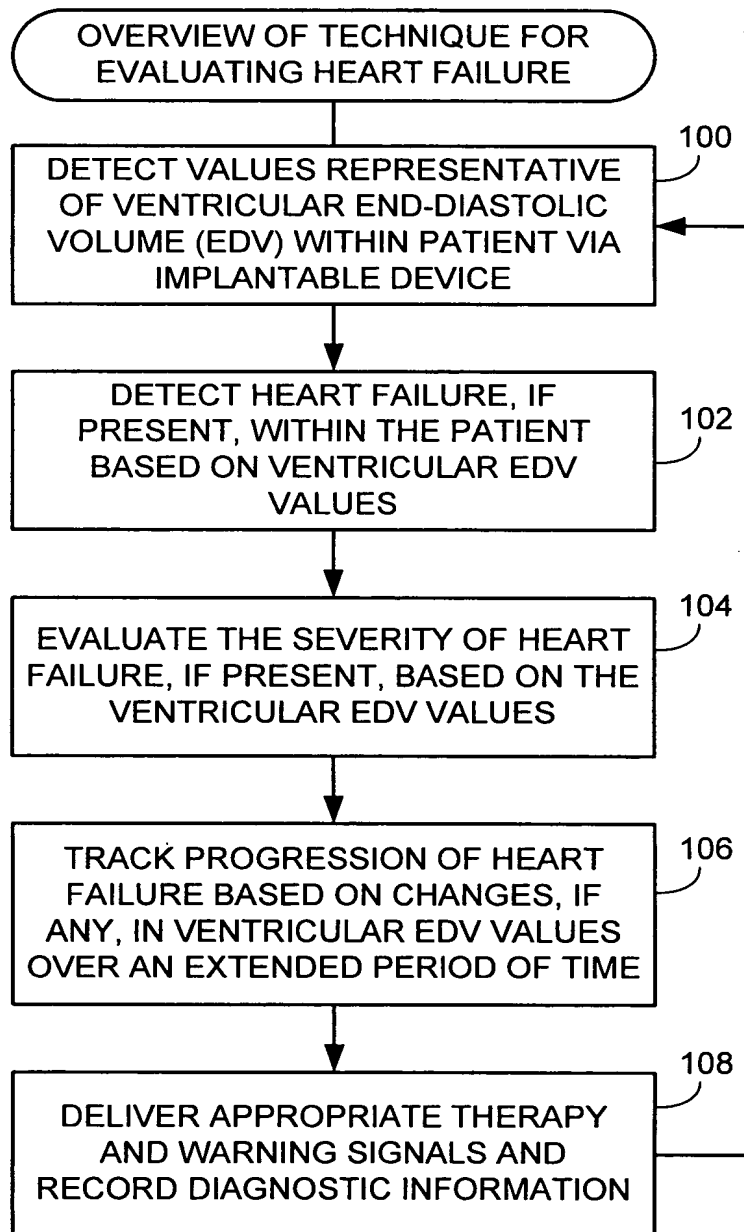 OVERVIEW OF TECHNIQUE FOR
EVALUATING HEART FAILURE
100
DETECT VALUES REPRESENTATIVE
OF VENTRICULAR END-DIASTOLIC
VOLUME (EDV) WITHIN PATIENT VIA
IMPLANTABLE DEVICE
102
DETECT HEART FAILURE, IF
PRESENT, WITHIN THE PATIENT
BASED ON VENTRICULAR EDV
VALUES
104
EVALUATE THE SEVERITY OF HEART
FAILURE, IF PRESENT, BASED ON THE
VENTRICULAR EDV VALUES
106
TRACK PROGRESSION OF HEART
FAILURE BASED ON CHANGES, IF
ANY, IN VENTRICULAR EDV VALUES
OVER AN EXTENDED PERIOD OF TIME
108
DELIVER APPROPRIATE THERAPY
AND WARNING SIGNALS AND
RECORD DIAGNOSTIC INFORMATION